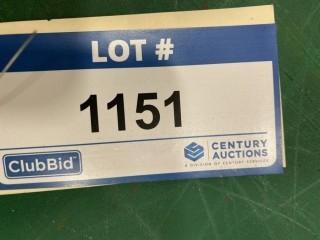 LOT #
1151
ClubBid
CENTURY
AUCTIONS
A DIVISION OF CENTURY SERVICES